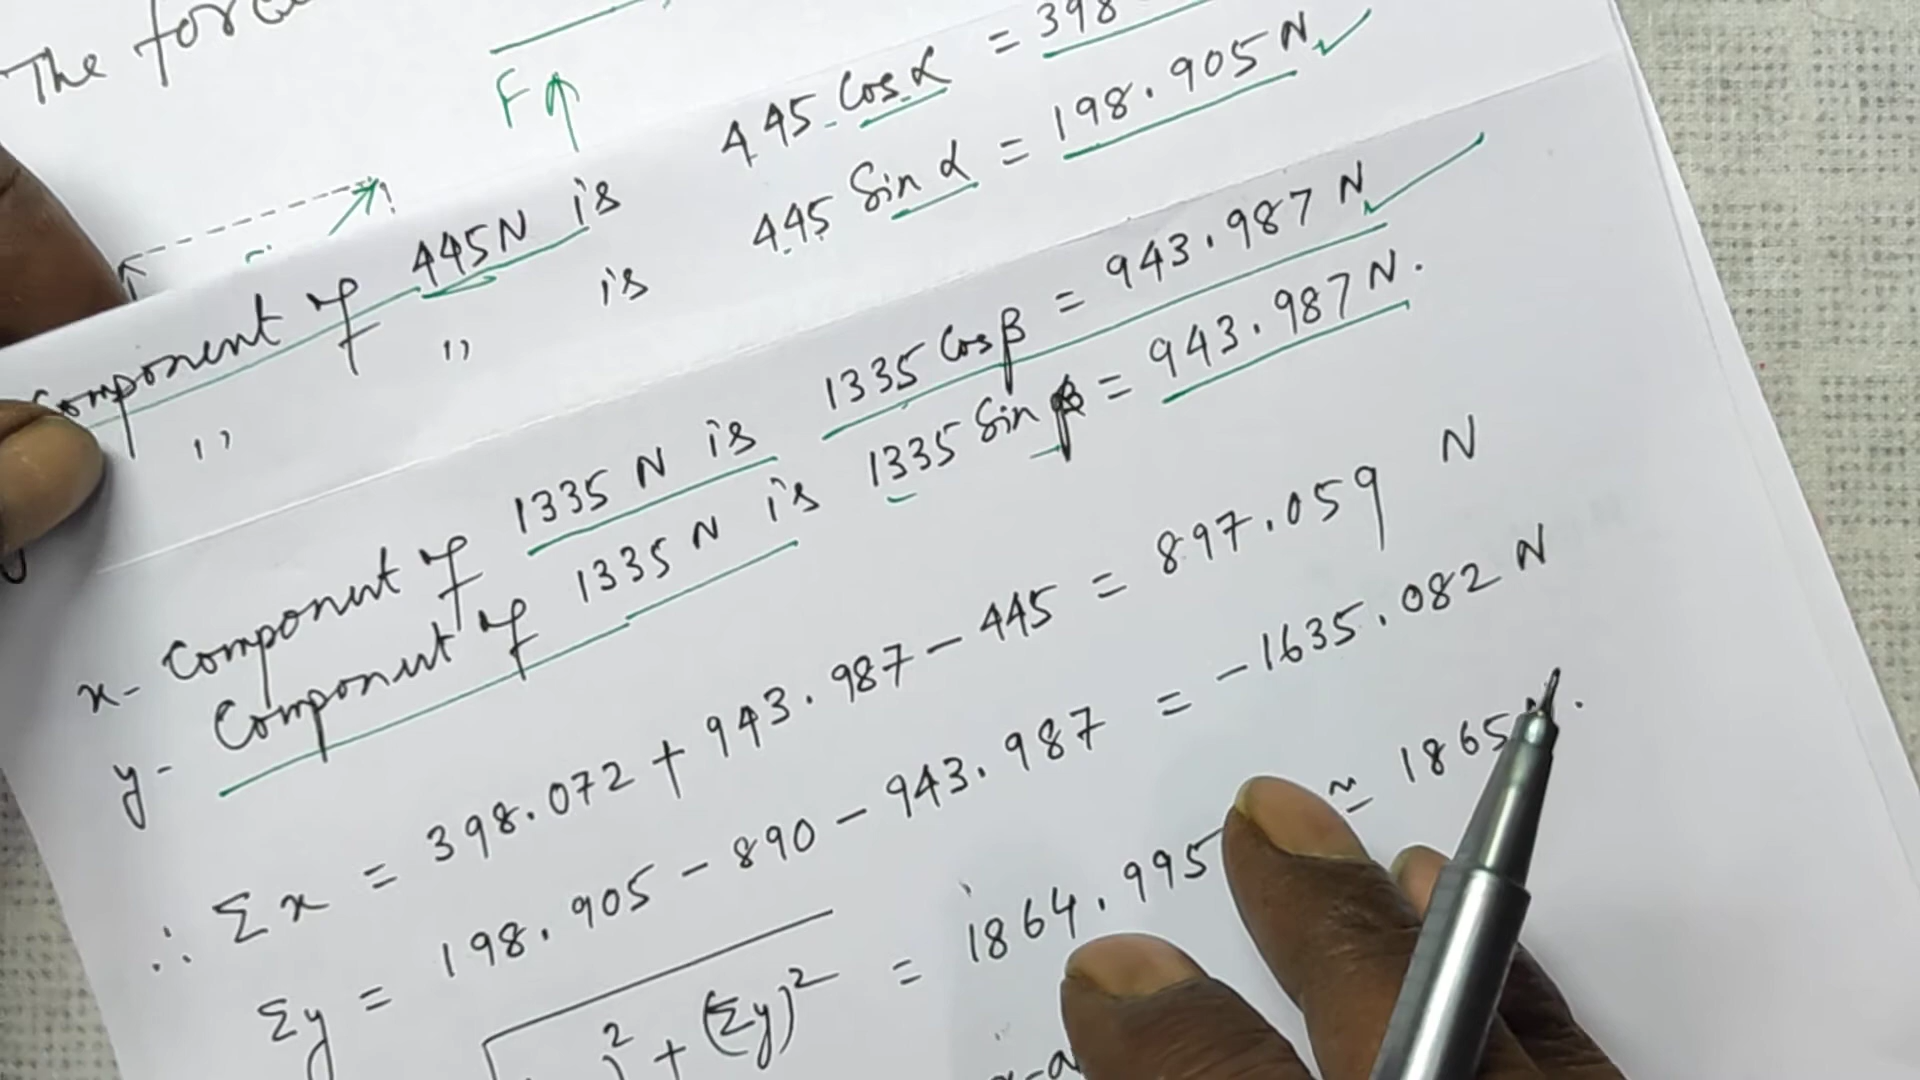 The force
F
445 Cos α = 398
component of 445N is 445 Sin α = 198.905 N
,, ,, is
x- component of 1335 N is 1335 Cos β = 943.987 N
y- component of 1335 N is 1335 Sin β = 943.987 N.
∴ Σx = 398.072 + 943.987 - 445 = 897.059 N
Σy = 198.905 - 890 - 943.987 = -1635.082 N
)² + (Σy)² = 1864.995 ≃ 1865